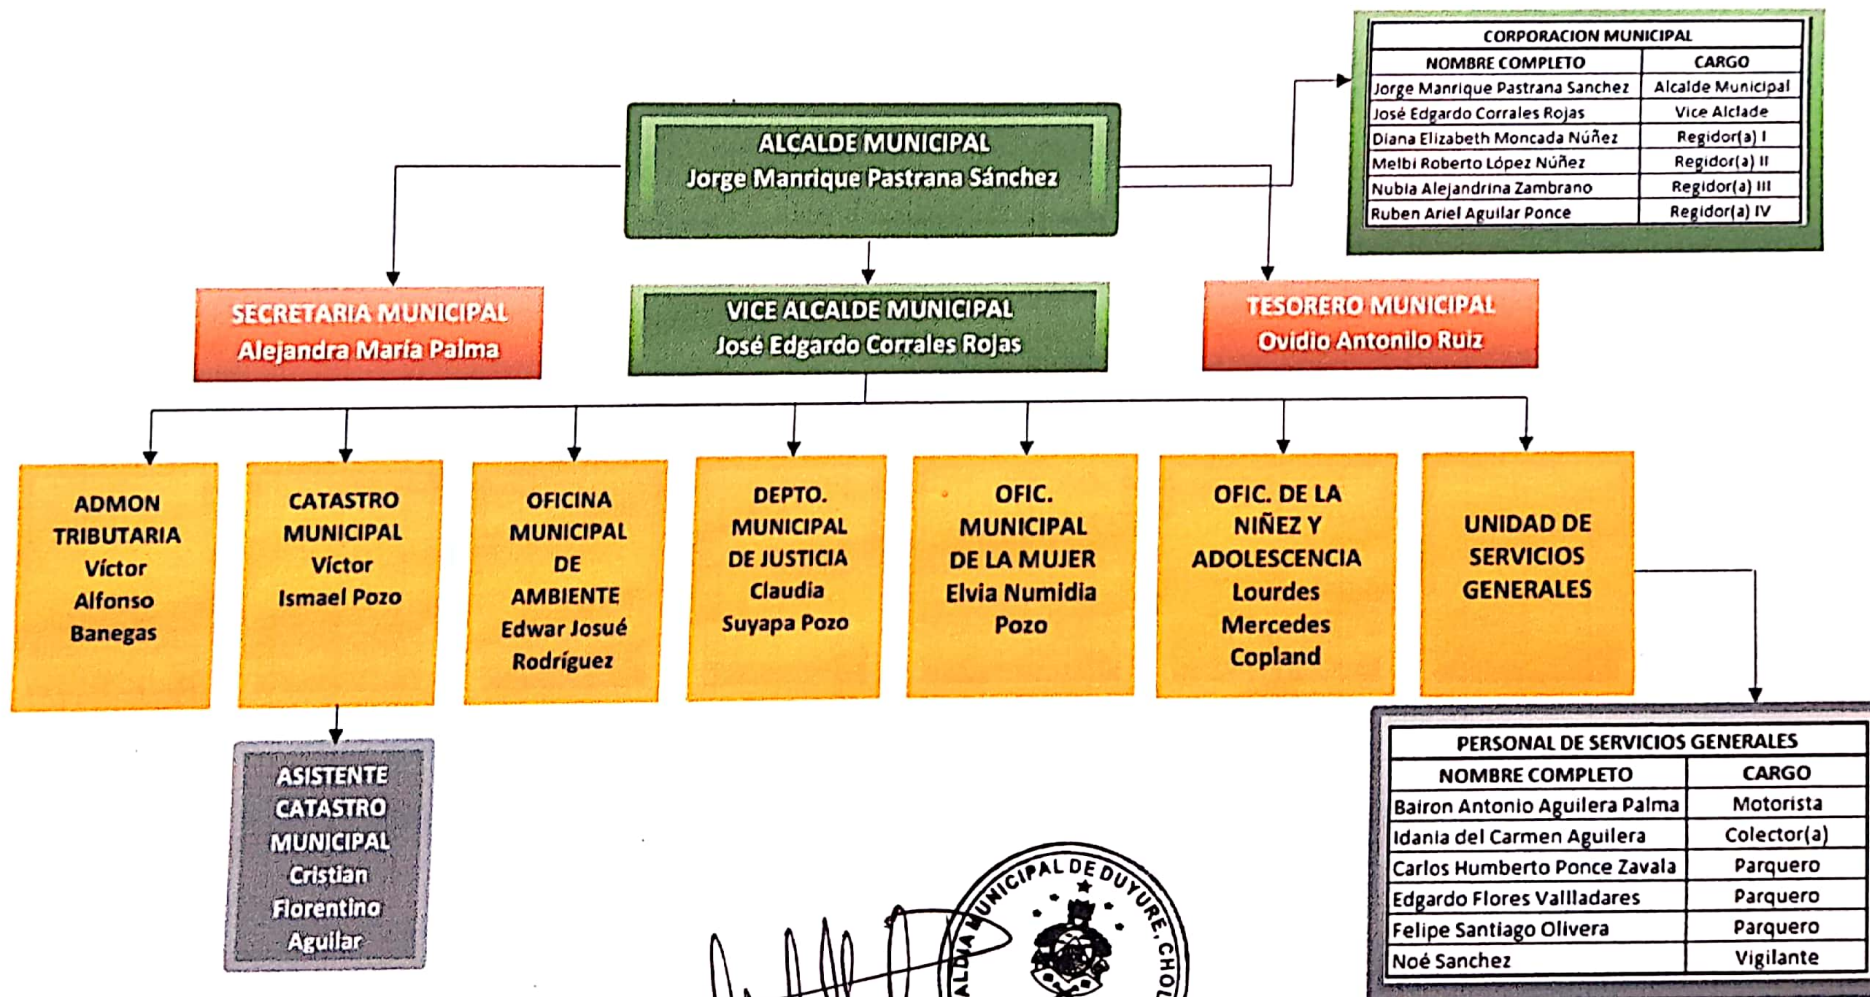 CORPORACION MUNICIPAL
NOMBRE COMPLETO CARGO
Jorge Manrique Pastrana Sanchez Alcalde Municipal
José Edgardo Corrales Rojas Vice Alclade
Diana Elizabeth Moncada Núñez Regidor(a) I
Melbi Roberto López Núñez Regidor(a) II
Nubia Alejandrina Zambrano Regidor(a) III
Ruben Ariel Aguilar Ponce Regidor(a) IV
ALCALDE MUNICIPAL
Jorge Manrique Pastrana Sánchez
SECRETARIA MUNICIPAL
Alejandra María Palma
VICE ALCALDE MUNICIPAL
José Edgardo Corrales Rojas
TESORERO MUNICIPAL
Ovidio Antonilo Ruiz
ADMON
TRIBUTARIA
Víctor
Alfonso
Banegas
CATASTRO
MUNICIPAL
Víctor
Ismael Pozo
OFICINA
MUNICIPAL
DE
AMBIENTE
Edwar Josué
Rodríguez
DEPTO.
MUNICIPAL
DE JUSTICIA
Claudia
Suyapa Pozo
OFIC.
MUNICIPAL
DE LA MUJER
Elvia Numidia
Pozo
OFIC. DE LA
NIÑEZ Y
ADOLESCENCIA
Lourdes
Mercedes
Copland
UNIDAD DE
SERVICIOS
GENERALES
ASISTENTE
CATASTRO
MUNICIPAL
Cristian
Florentino
Aguilar
PERSONAL DE SERVICIOS GENERALES
NOMBRE COMPLETO CARGO
Bairon Antonio Aguilera Palma Motorista
Idania del Carmen Aguilera Colector(a)
Carlos Humberto Ponce Zavala Parquero
Edgardo Flores Vallladares Parquero
Felipe Santiago Olivera Parquero
Noé Sanchez Vigilante
MUNICIPAL DE DUYURE,